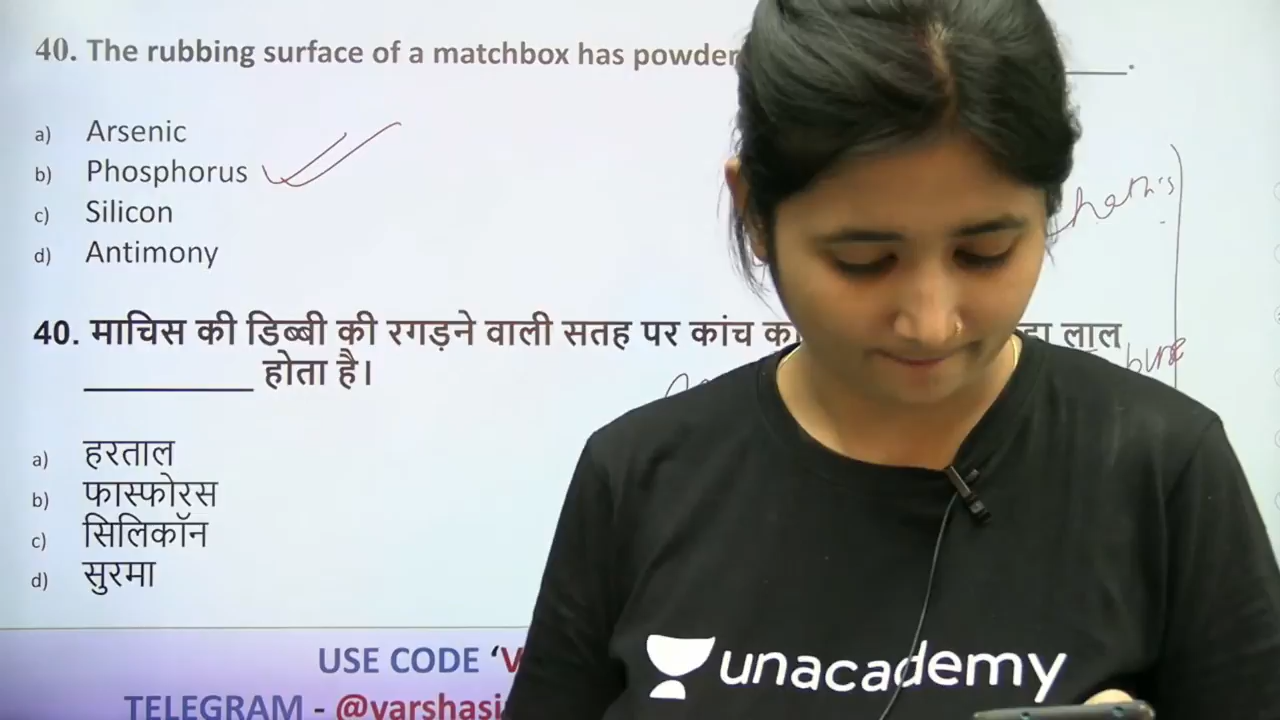 40. The rubbing surface of a matchbox has powder
a) Arsenic
b) Phosphorus
c) Silicon
d) Antimony
40. माचिस की डिब्बी की रगड़ने वाली सतह पर कांच का लाल
__________ होता है।
a) हरताल
b) फास्फोरस
c) सिलिकॉन
d) सुरमा
USE CODE ‘V
TELEGRAM - @varshasi
unacademy